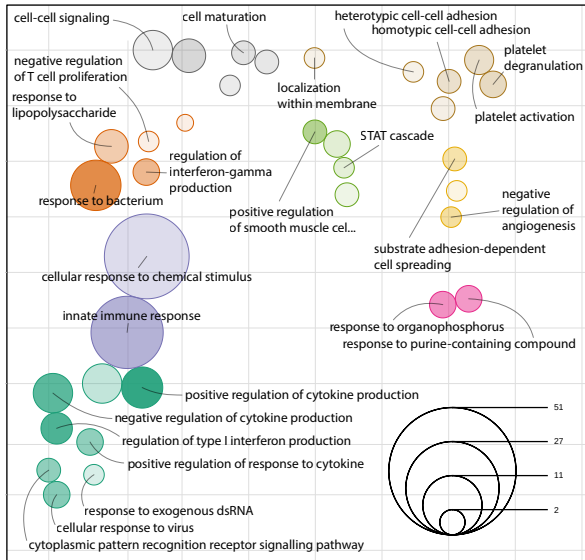 cell-cell signaling
cell maturation
heterotypic cell-cell adhesion
homotypic cell-cell adhesion
platelet
degranulation
negative regulation
of T cell proliferation
localization
within membrane
platelet activation
response to
lipopolysaccharide
STAT cascade
regulation of
interferon-gamma
production
response to bacterium
positive regulation
of smooth muscle cel...
negative
regulation of
angiogenesis
substrate adhesion-dependent
cell spreading
cellular response to chemical stimulus
innate immune response
response to organophosphorus
response to purine-containing compound
positive regulation of cytokine production
negative regulation of cytokine production
regulation of type I interferon production
positive regulation of response to cytokine
response to exogenous dsRNA
cellular response to virus
cytoplasmic pattern recognition receptor signalling pathway
51
27
11
2